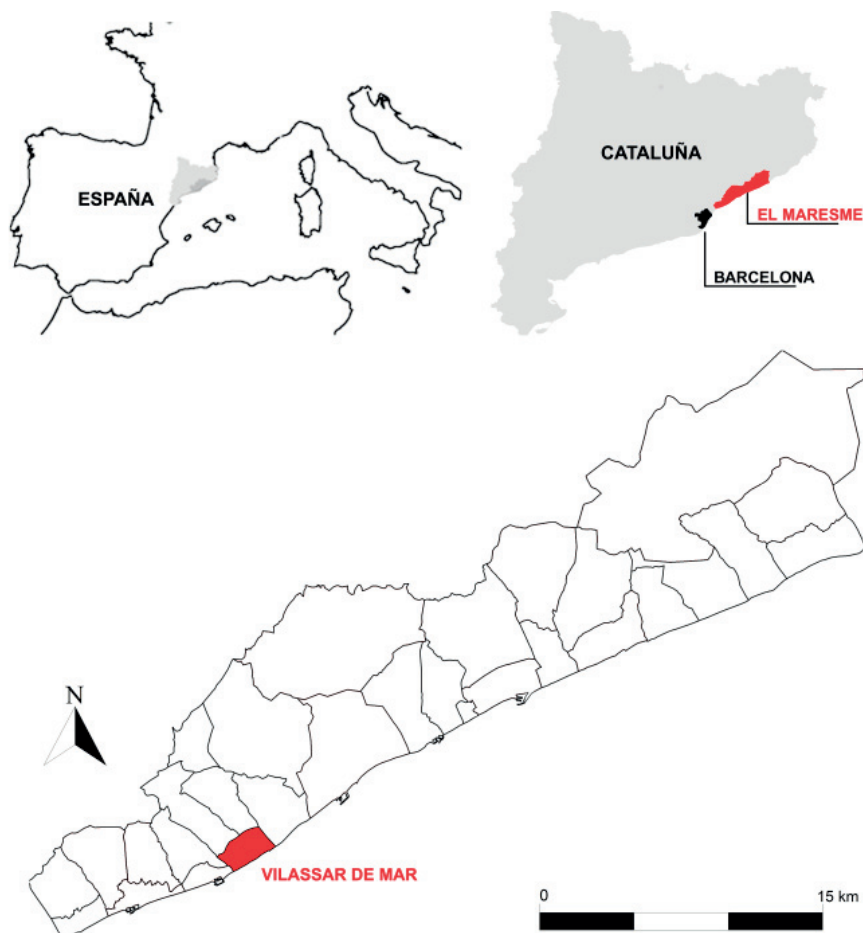 ESPAÑA
CATALUÑA
EL MARESME
BARCELONA
N
VILASSAR DE MAR
0 15 km